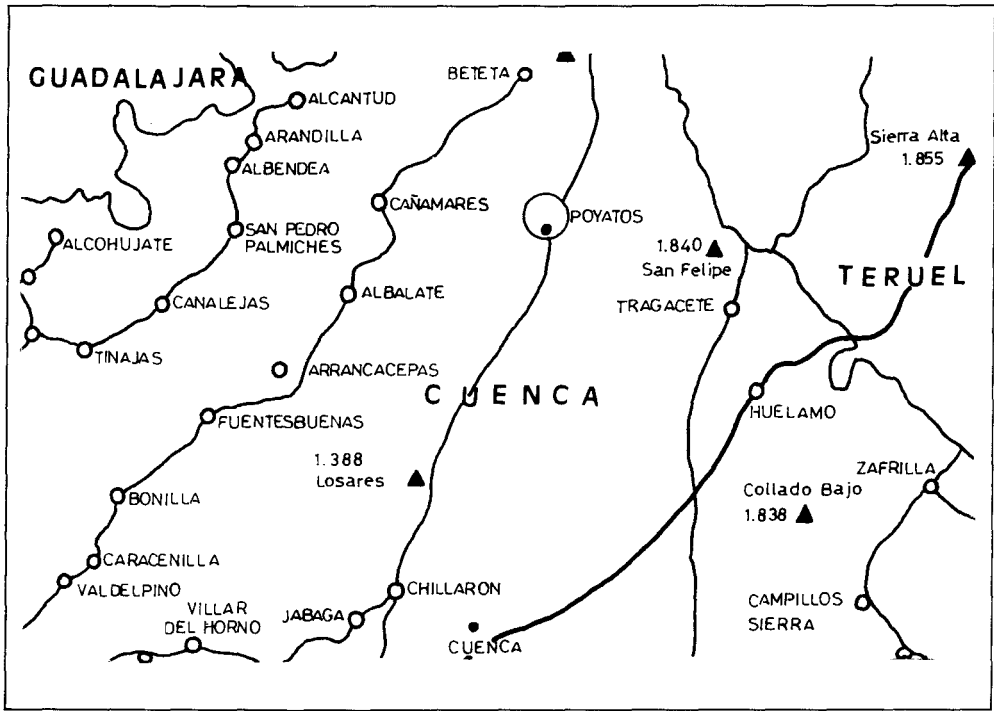 GUADALAJARA
BETETA
ALCANTUD
ARANDILLA
ALBENDEA
Sierra Alta
1.855
CAÑAMARES
POYATOS
SAN PEDRO
PALMICHES
ALCOHUJATE
1.840
San Felipe
TERUEL
CANALEJAS
ALBALATE
TRAGACETE
TINAJAS
ARRANCACEPAS
CUENCA
HUELAMO
FUENTESBUENAS
1.388
Losares
ZAFRILLA
BONILLA
Collado Bajo
1.838
CARACENILLA
VALDELPINO
CHILLARON
VILLAR
DEL HORNO
JABAGA
CAMPILLOS
SIERRA
CUENCA